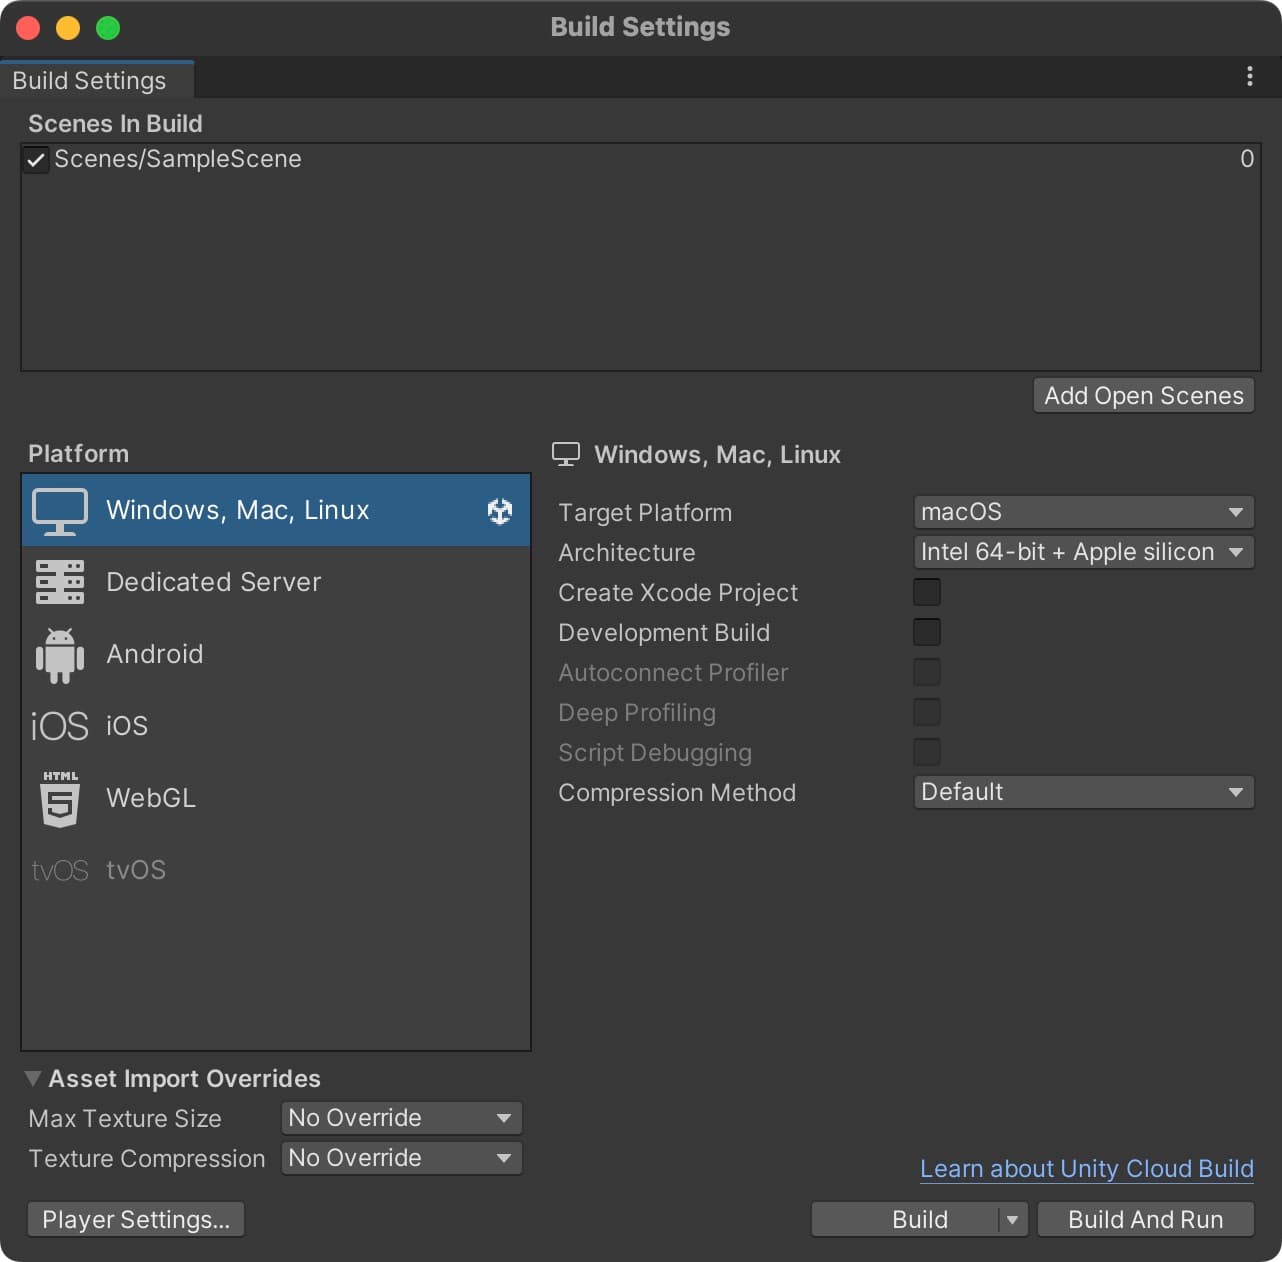 Build Settings
Build Settings
Scenes In Build
Scenes/SampleScene 0
Add Open Scenes
Platform
Windows, Mac, Linux
Dedicated Server
Android
iOS iOS
HTML 5 WebGL
tvOS tvOS
Windows, Mac, Linux
Target Platform macOS
Architecture Intel 64-bit + Apple silicon
Create Xcode Project
Development Build
Autoconnect Profiler
Deep Profiling
Script Debugging
Compression Method Default
Asset Import Overrides
Max Texture Size No Override
Texture Compression No Override
Learn about Unity Cloud Build
Player Settings... Build Build And Run